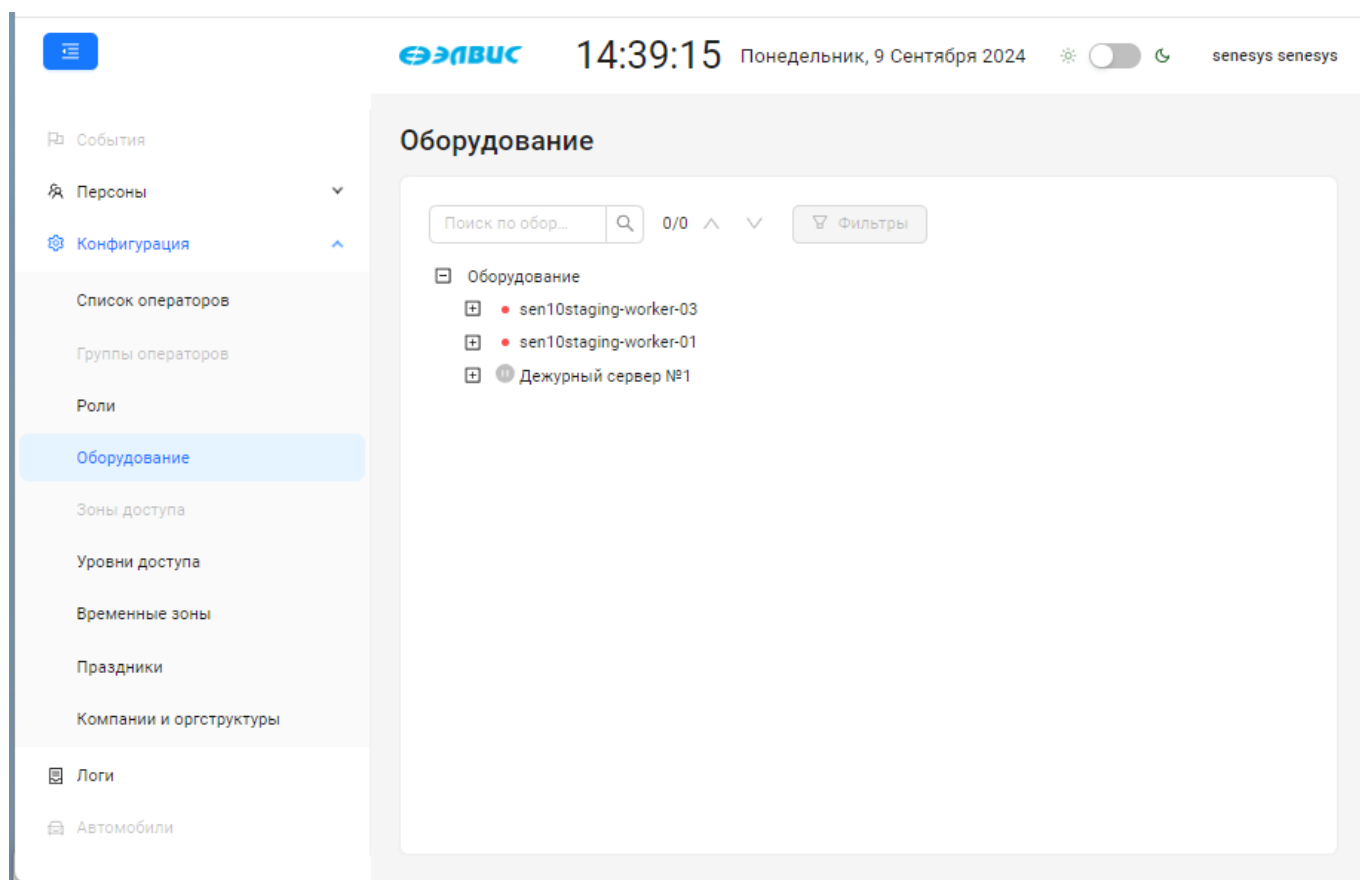 ЭЛВИС
14:39:15 Понедельник, 9 Сентября 2024
senesys senesys
События
Персоны
Конфигурация
Список операторов
Группы операторов
Роли
Оборудование
Зоны доступа
Уровни доступа
Временные зоны
Праздники
Компании и оргструктуры
Логи
Автомобили
Оборудование
Поиск по обор... 0/0 Фильтры
Оборудование
sen10staging-worker-03
sen10staging-worker-01
Дежурный сервер №1